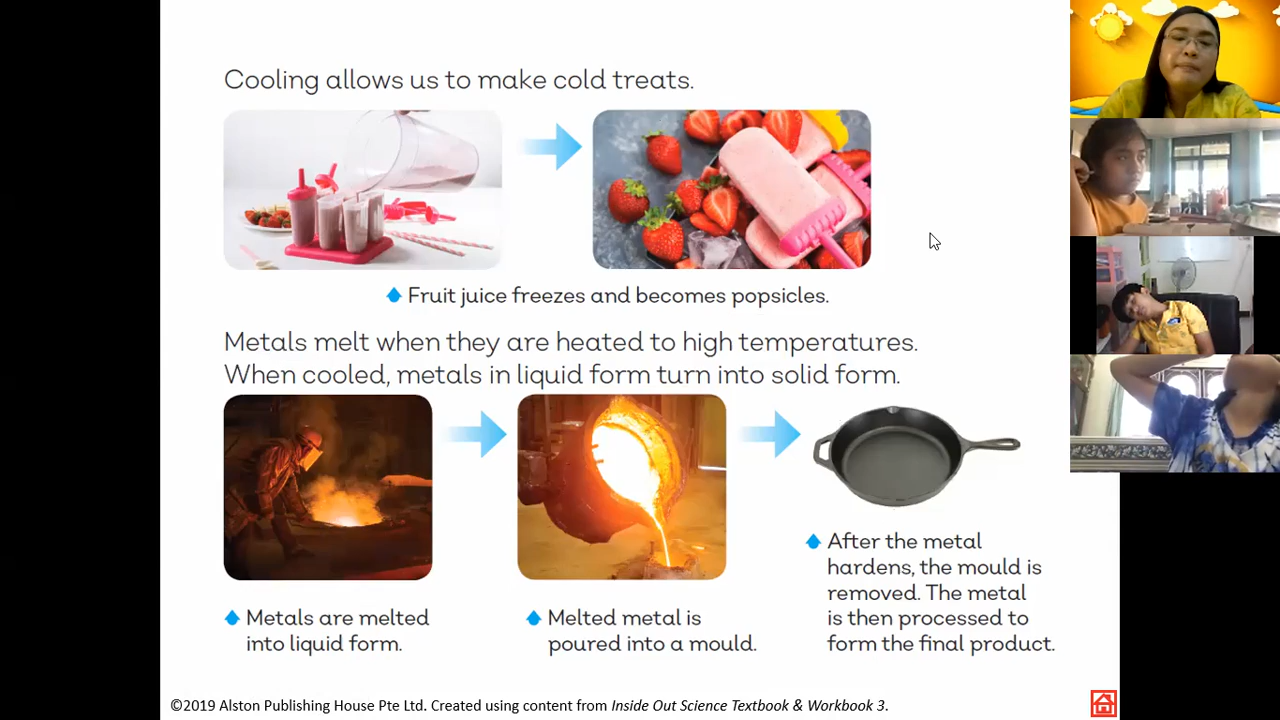 Cooling allows us to make cold treats.
Fruit juice freezes and becomes popsicles.
Metals melt when they are heated to high temperatures.
When cooled, metals in liquid form turn into solid form.
Metals are melted
into liquid form.
Melted metal is
poured into a mould.
After the metal
hardens, the mould is
removed. The metal
is then processed to
form the final product.
©2019 Alston Publishing House Pte Ltd. Created using content from Inside Out Science Textbook & Workbook 3.